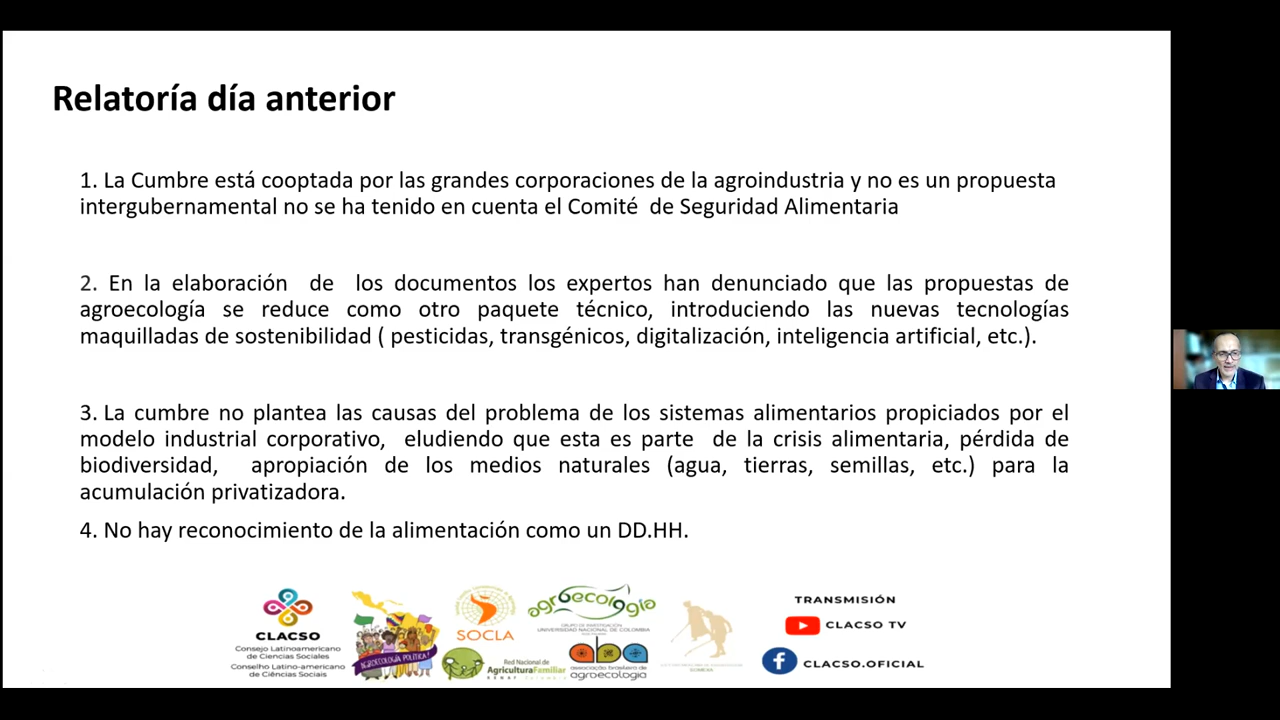 Relatoría día anterior
1. La Cumbre está cooptada por las grandes corporaciones de la agroindustria y no es un propuesta
intergubernamental no se ha tenido en cuenta el Comité de Seguridad Alimentaria
2. En la elaboración de los documentos los expertos han denunciado que las propuestas de
agroecología se reduce como otro paquete técnico, introduciendo las nuevas tecnologías
maquilladas de sostenibilidad ( pesticidas, transgénicos, digitalización, inteligencia artificial, etc.).
3. La cumbre no plantea las causas del problema de los sistemas alimentarios propiciados por el
modelo industrial corporativo, eludiendo que esta es parte de la crisis alimentaria, pérdida de
biodiversidad, apropiación de los medios naturales (agua, tierras, semillas, etc.) para la
acumulación privatizadora.
4. No hay reconocimiento de la alimentación como un DD.HH.
CLACSO
Consejo Latinoamericano
de Ciencias Sociales
Conselho Latino-americano
de Ciências Sociais
AGROECOLOGÍA POLÍTICA!
SOCLA
agroecología
GRUPO DE INVESTIGACIÓN
UNIVERSIDAD NACIONAL DE COLOMBIA
Red Nacional de
AgriculturaFamiliar
aba
associação brasileira de
agroecologia
TRANSMISIÓN
CLACSO TV
CLACSO.OFICIAL